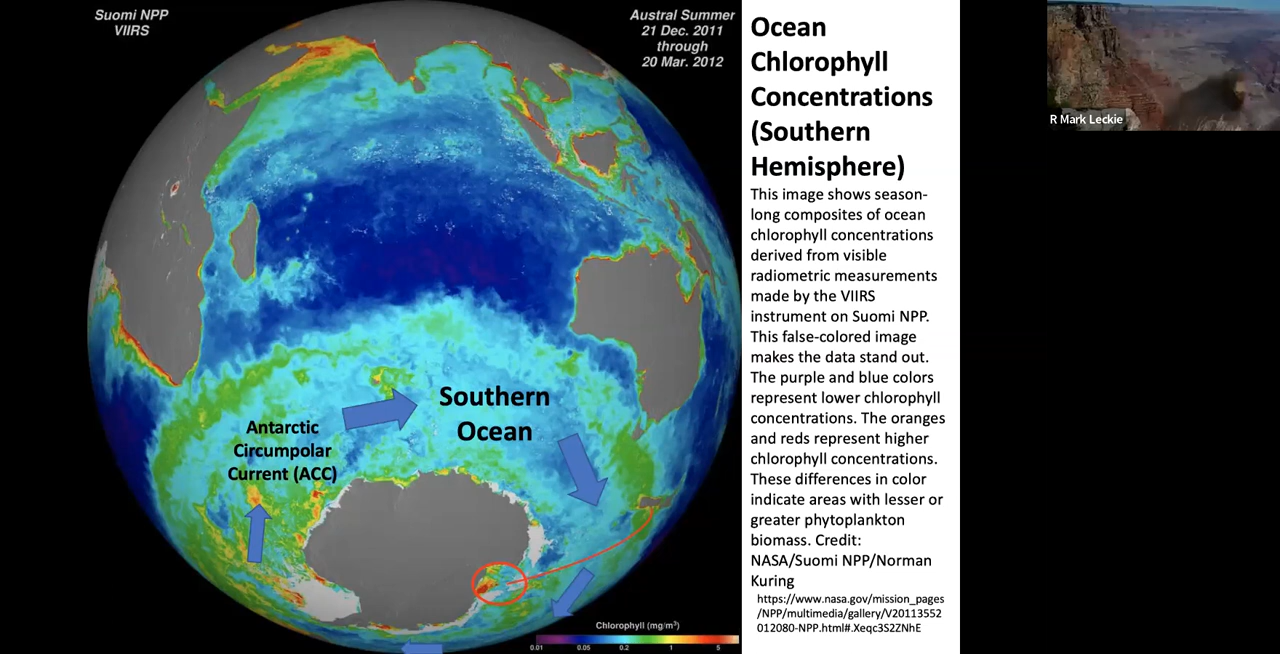 Suomi NPP
VIIRS
Austral Summer
21 Dec. 2011
through
20 Mar. 2012
Southern
Ocean
Antarctic
Circumpolar
Current (ACC)
Chlorophyll (mg/m³)
0.01 0.05 0.2 1 5
Ocean
Chlorophyll
Concentrations
(Southern
Hemisphere)
This image shows season-
long composites of ocean
chlorophyll concentrations
derived from visible
radiometric measurements
made by the VIIRS
instrument on Suomi NPP.
This false-colored image
makes the data stand out.
The purple and blue colors
represent lower chlorophyll
concentrations. The oranges
and reds represent higher
chlorophyll concentrations.
These differences in color
indicate areas with lesser or
greater phytoplankton
biomass. Credit:
NASA/Suomi NPP/Norman
Kuring
https://www.nasa.gov/mission_pages
/NPP/multimedia/gallery/V20113552
012080-NPP.html#.Xeqc3S2ZNhE
R Mark Leckie